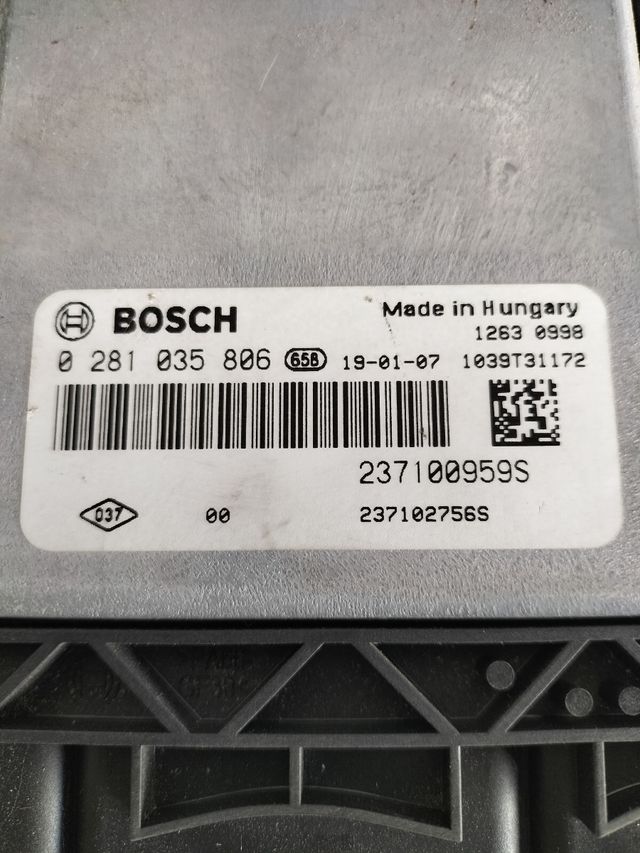 BOSCH
Made in Hungary
1263 0998
0 281 035 806 658 19-01-07 1039T31172
237100959S
037 00 237102756S